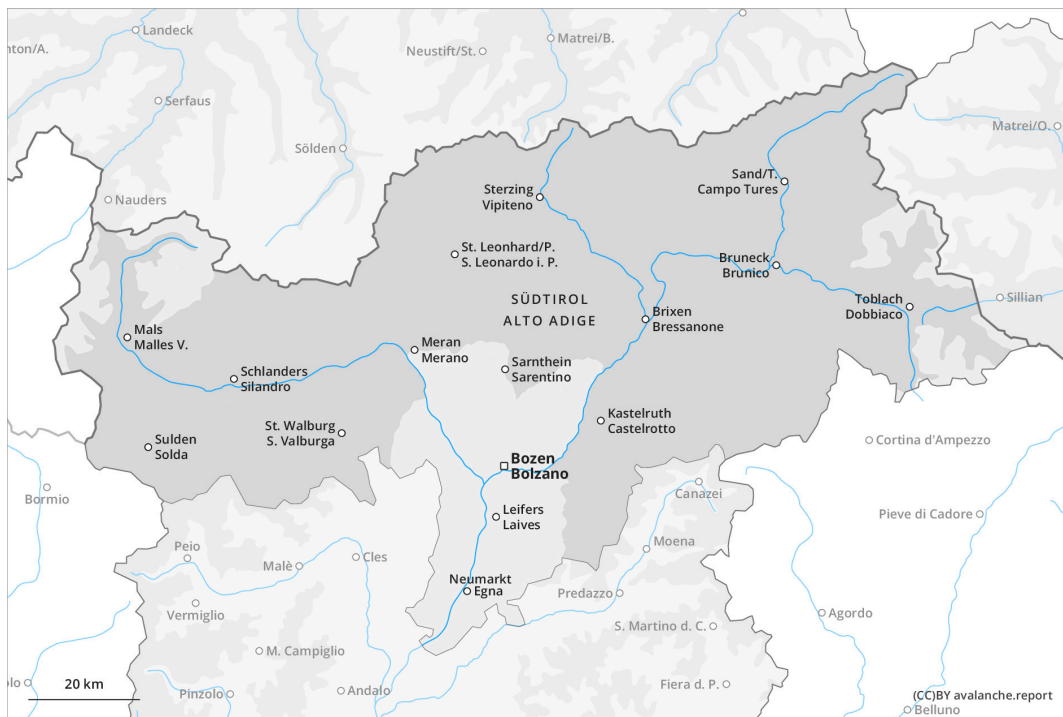 Landeck
Matrei/B.
Neustift/St.
nton/A.
Serfaus
Matrei/O.
Sölden
Sand/T.
Campo Tures
Sterzing
Vipiteno
Nauders
St. Leonhard/P.
S. Leonardo i. P.
Bruneck
Brunico
SÜDTIROL
ALTO ADIGE
Toblach
Dobbiaco
Sillian
Brixen
Bressanone
Mals
Malles V.
Meran
Merano
Sarnthein
Sarentino
Schlanders
Silandro
Kastelruth
Castelrotto
St. Walburg
S. Valburga
Sulden
Solda
Cortina d'Ampezzo
Bozen
Bolzano
Bormio
Canazei
Leifers
Laives
Pieve di Cadore
Moena
Peio
Malè
Cles
Neumarkt
Egna
Predazzo
Vermiglio
Agordo
S. Martino d. C.
M. Campiglio
20 km
olo
Pinzolo
Andalo
Fiera d. P.
(CC)BY avalanche.report
Belluno